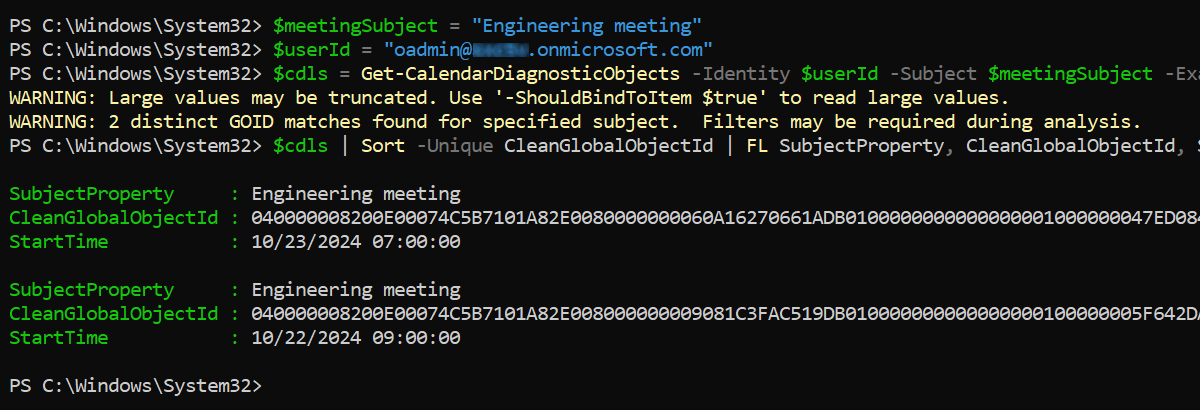 PS C:\Windows\System32> $meetingSubject = "Engineering meeting"
PS C:\Windows\System32> $userId = "oadmin@.onmicrosoft.com"
PS C:\Windows\System32> $cdls = Get-CalendarDiagnosticObjects -Identity $userId -Subject $meetingSubject -Exa
WARNING: Large values may be truncated. Use '-ShouldBindToItem $true' to read large values.
WARNING: 2 distinct GOID matches found for specified subject.  Filters may be required during analysis.
PS C:\Windows\System32> $cdls | Sort -Unique CleanGlobalObjectId | FL SubjectProperty, CleanGlobalObjectId, S
SubjectProperty     : Engineering meeting
CleanGlobalObjectId : 040000008200E00074C5B7101A82E0080000000060A16270661ADB010000000000000000100000000047ED084
StartTime           : 10/23/2024 07:00:00
SubjectProperty     : Engineering meeting
CleanGlobalObjectId : 040000008200E00074C5B7101A82E008000000009081C3FAC519DB010000000000000000100000005F642DA
StartTime           : 10/22/2024 09:00:00
PS C:\Windows\System32>